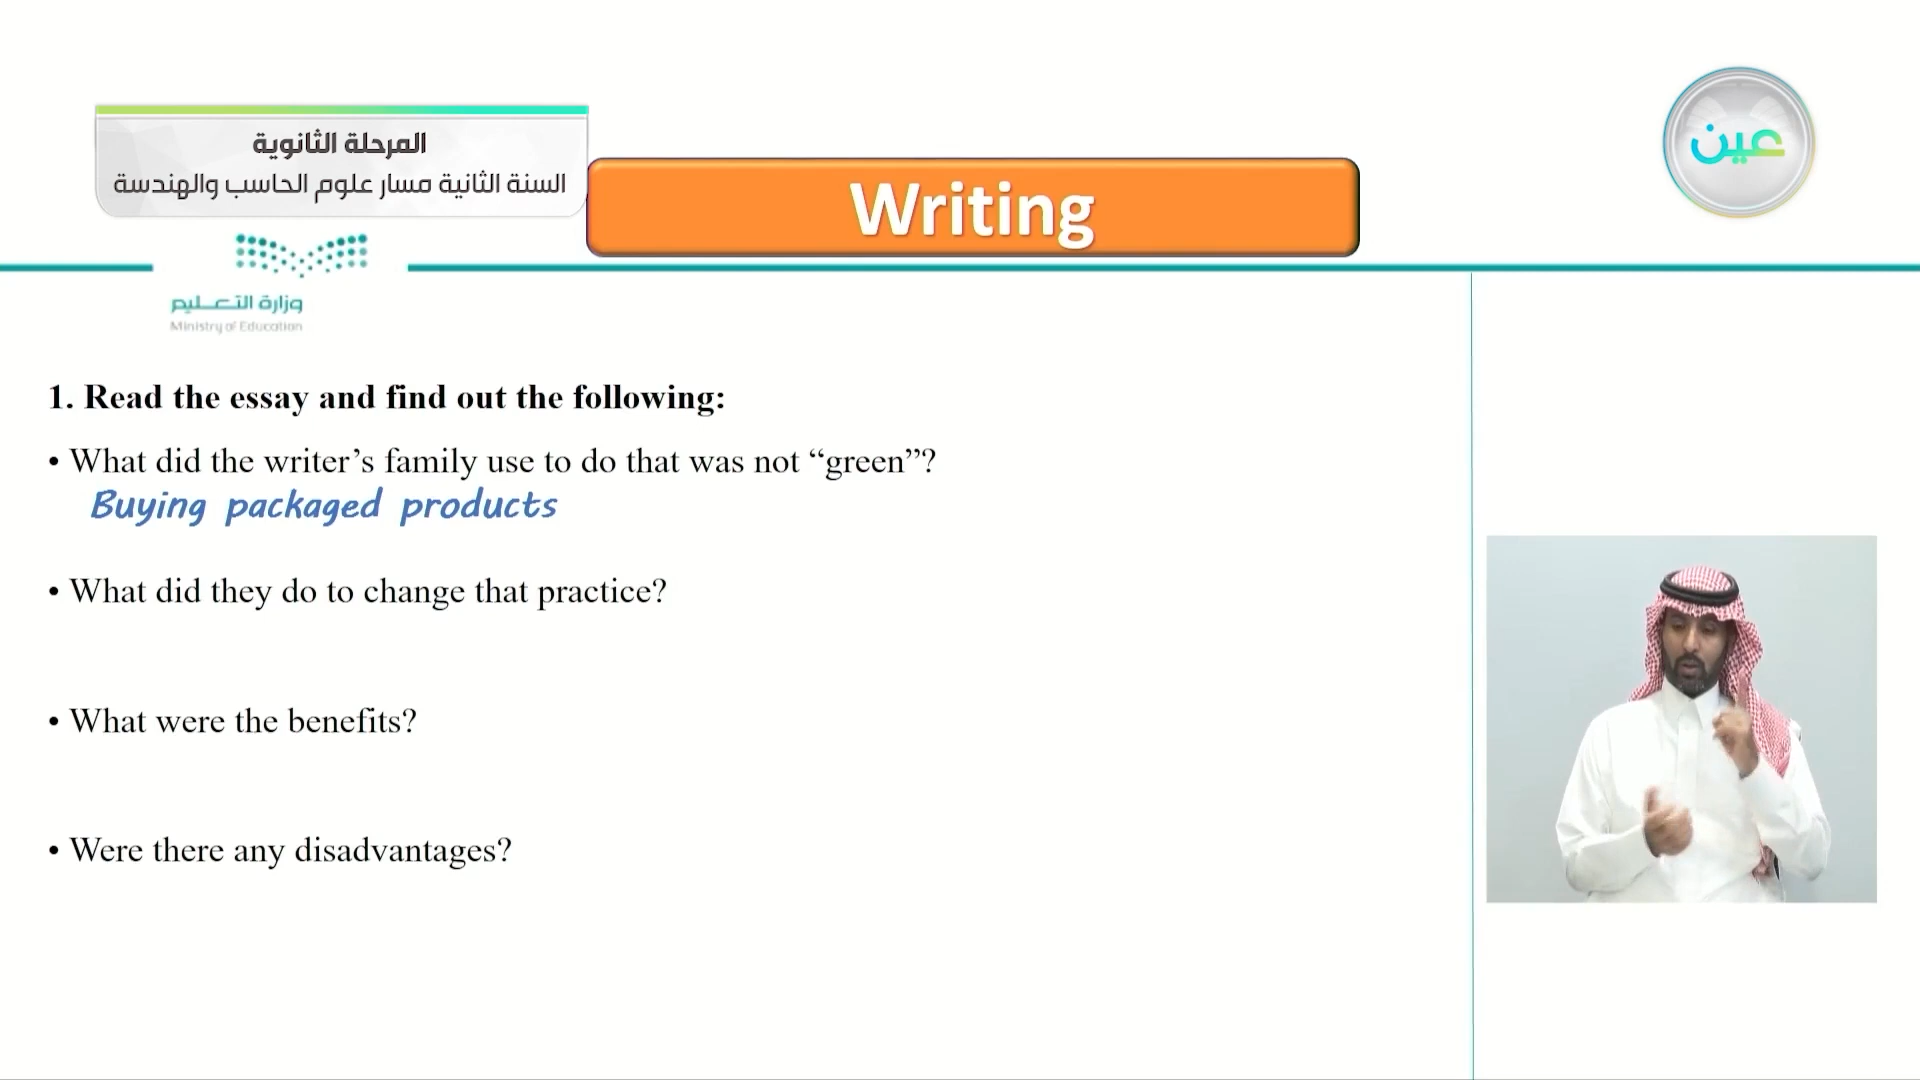 المرحلة الثانوية
السنة الثانية مسار علوم الحاسب والهندسة
Writing
عين
وزارة التعليم
Ministry of Education
1. Read the essay and find out the following:
• What did the writer’s family use to do that was not “green”?
Buying packaged products
• What did they do to change that practice?
• What were the benefits?
• Were there any disadvantages?